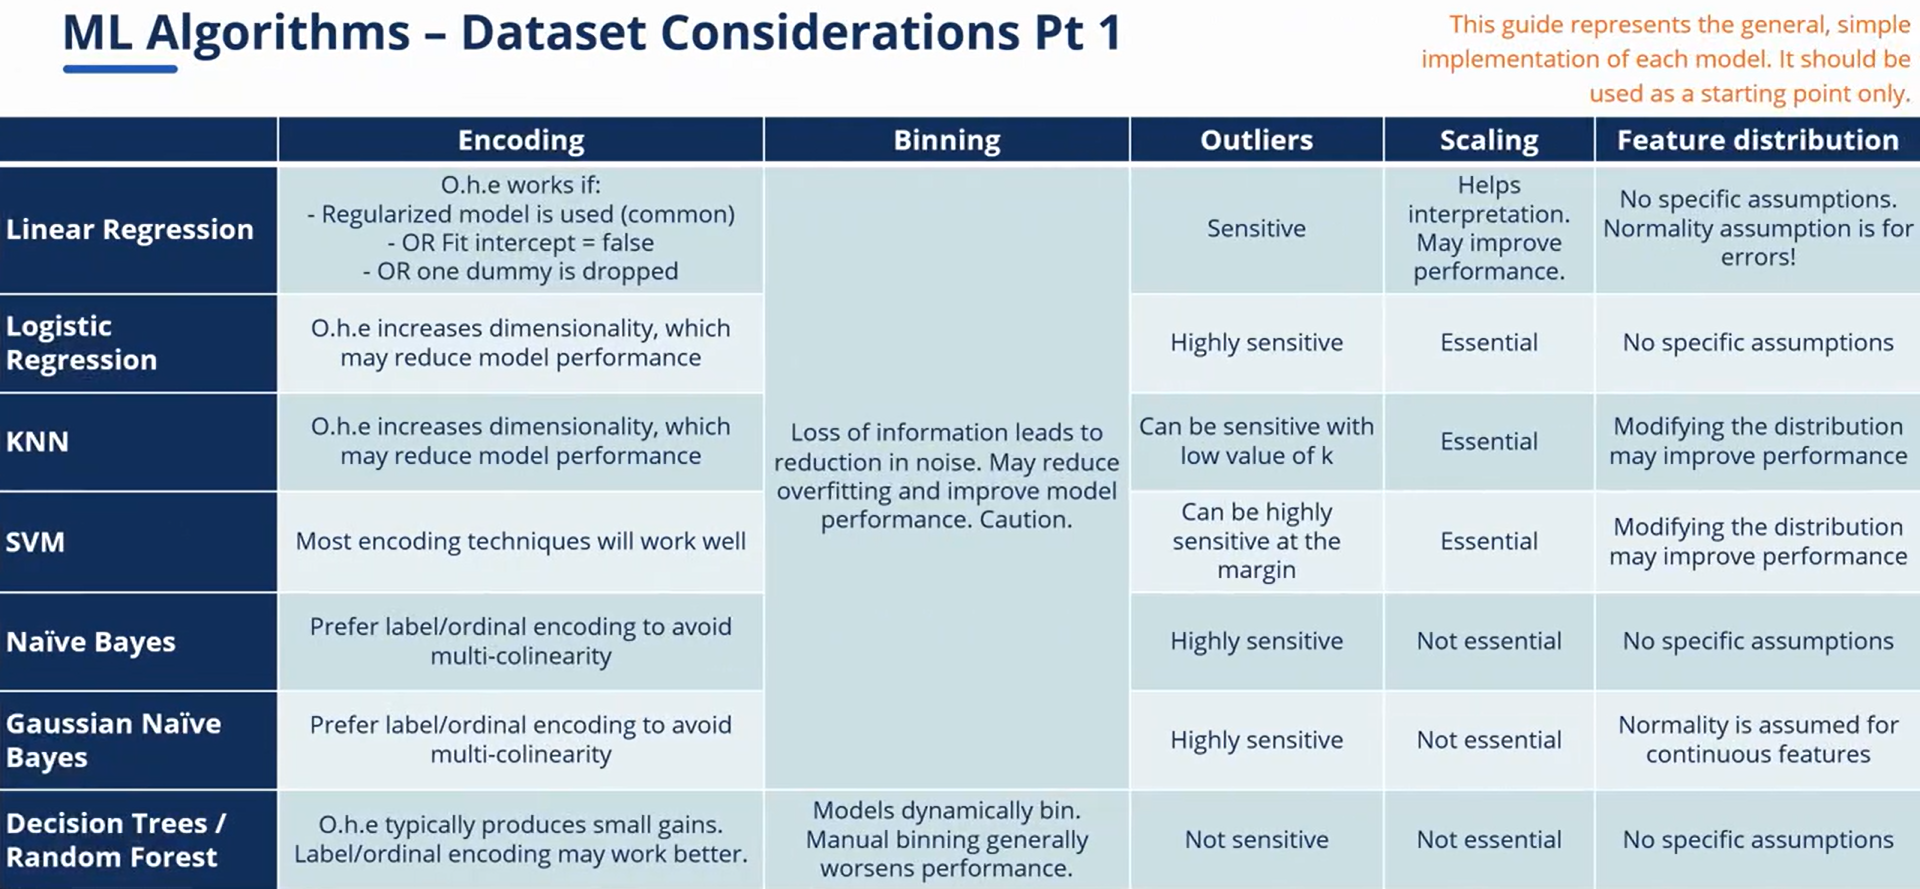 ML Algorithms – Dataset Considerations Pt 1
This guide represents the general, simple
implementation of each model. It should be
used as a starting point only.
Encoding
Binning
Outliers
Scaling
Feature distribution
Linear Regression
O.h.e works if:
- Regularized model is used (common)
- OR Fit intercept = false
- OR one dummy is dropped
Sensitive
Helps
interpretation.
May improve
performance.
No specific assumptions.
Normality assumption is for
errors!
Logistic
Regression
O.h.e increases dimensionality, which
may reduce model performance
Highly sensitive
Essential
No specific assumptions
KNN
O.h.e increases dimensionality, which
may reduce model performance
Loss of information leads to
reduction in noise. May reduce
overfitting and improve model
performance. Caution.
Can be sensitive with
low value of k
Essential
Modifying the distribution
may improve performance
SVM
Most encoding techniques will work well
Can be highly
sensitive at the
margin
Essential
Modifying the distribution
may improve performance
Naïve Bayes
Prefer label/ordinal encoding to avoid
multi-colinearity
Highly sensitive
Not essential
No specific assumptions
Gaussian Naïve
Bayes
Prefer label/ordinal encoding to avoid
multi-colinearity
Highly sensitive
Not essential
Normality is assumed for
continuous features
Decision Trees /
Random Forest
O.h.e typically produces small gains.
Label/ordinal encoding may work better.
Models dynamically bin.
Manual binning generally
worsens performance.
Not sensitive
Not essential
No specific assumptions